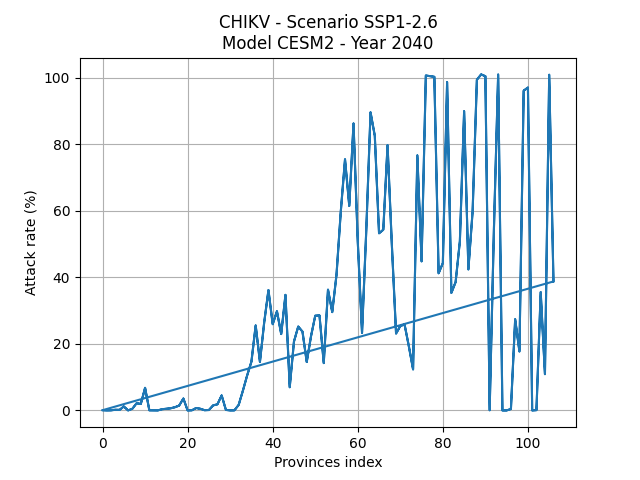 CHIKV - Scenario SSP1-2.6
Model CESM2 - Year 2040
Attack rate (%)
100
80
60
40
20
0
0 20 40 60 80 100
Provinces index